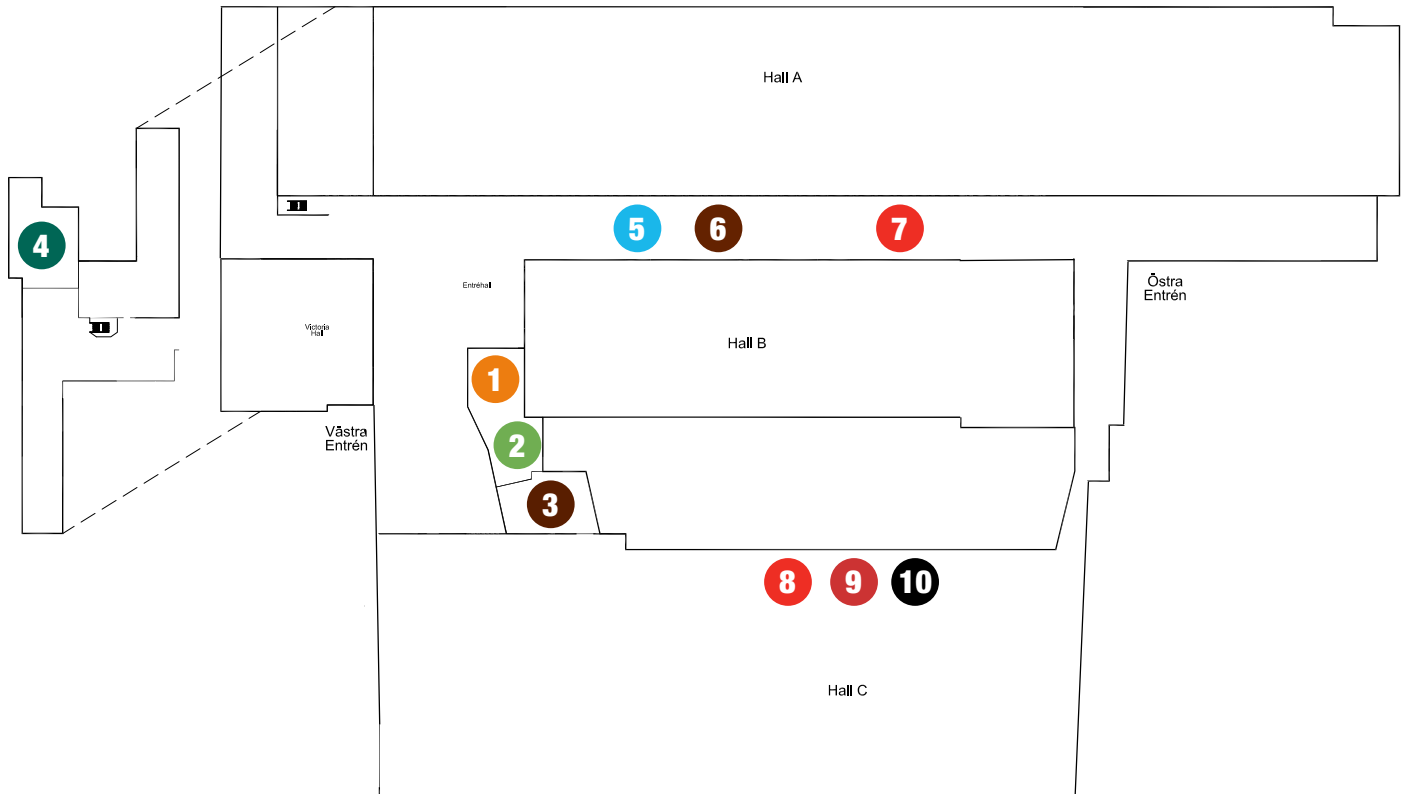 Hall A
4
5
6
7
Entréhall
Östra
Entrén
Victoria
Hall
Hall B
1
Västra
Entrén
2
3
8
9
10
Hall C